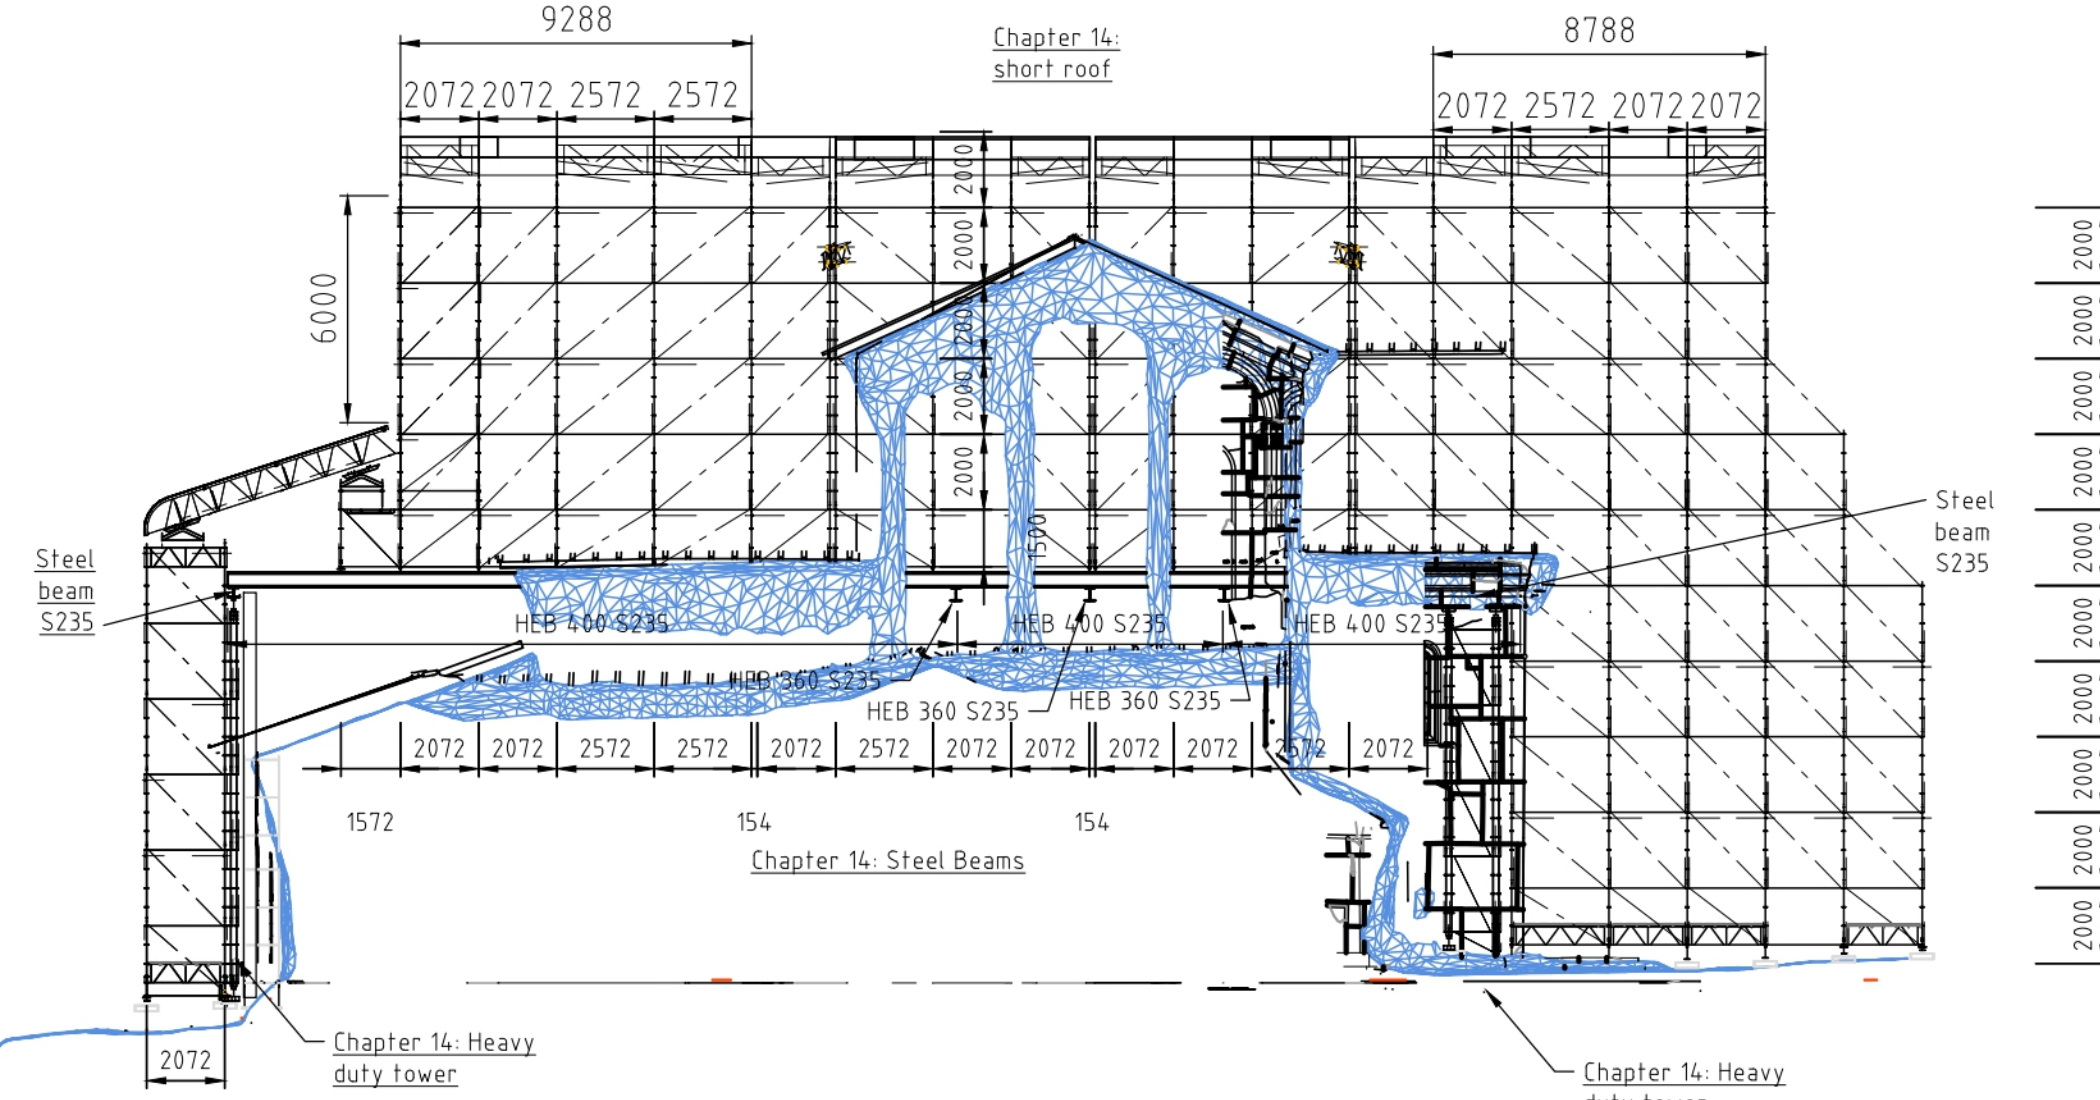 9288
Chapter 14:
short roof
8788
2072 2072 2572 2572
2072 2572 2072 2072
2000
2000
2000
2000
2000
6000
1500
2000
2000
2000
2000
2000
2000
2000
2000
2000
2000
Steel
beam
S235
Steel
beam
S235
HEB 400 S235
HEB 400 S235
HEB 400 S235
HEB 360 S235
HEB 360 S235
HEB 360 S235
2072 2072 2572 2572 2072 2572 2072 2072 2072 2072 2572 2072
1572
154
154
Chapter 14: Steel Beams
Chapter 14: Heavy
duty tower
2072
Chapter 14: Heavy
duty tower